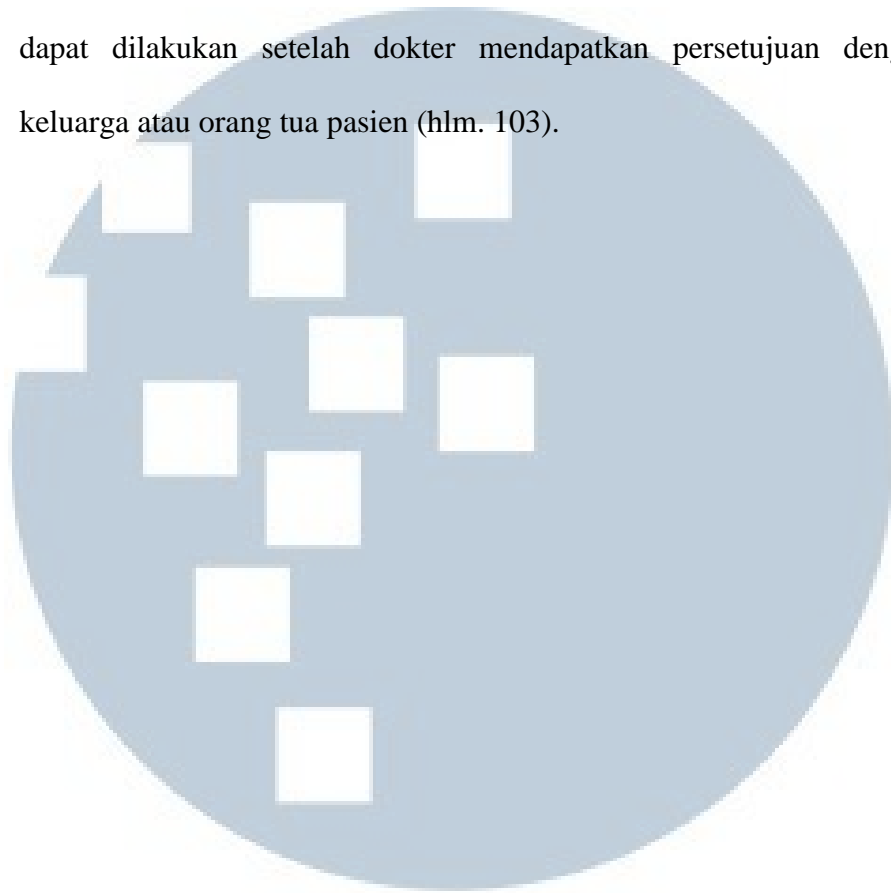 dapat dilakukan setelah dokter mendapatkan persetujuan
keluarga atau orang tua pasien (hlm. 103).